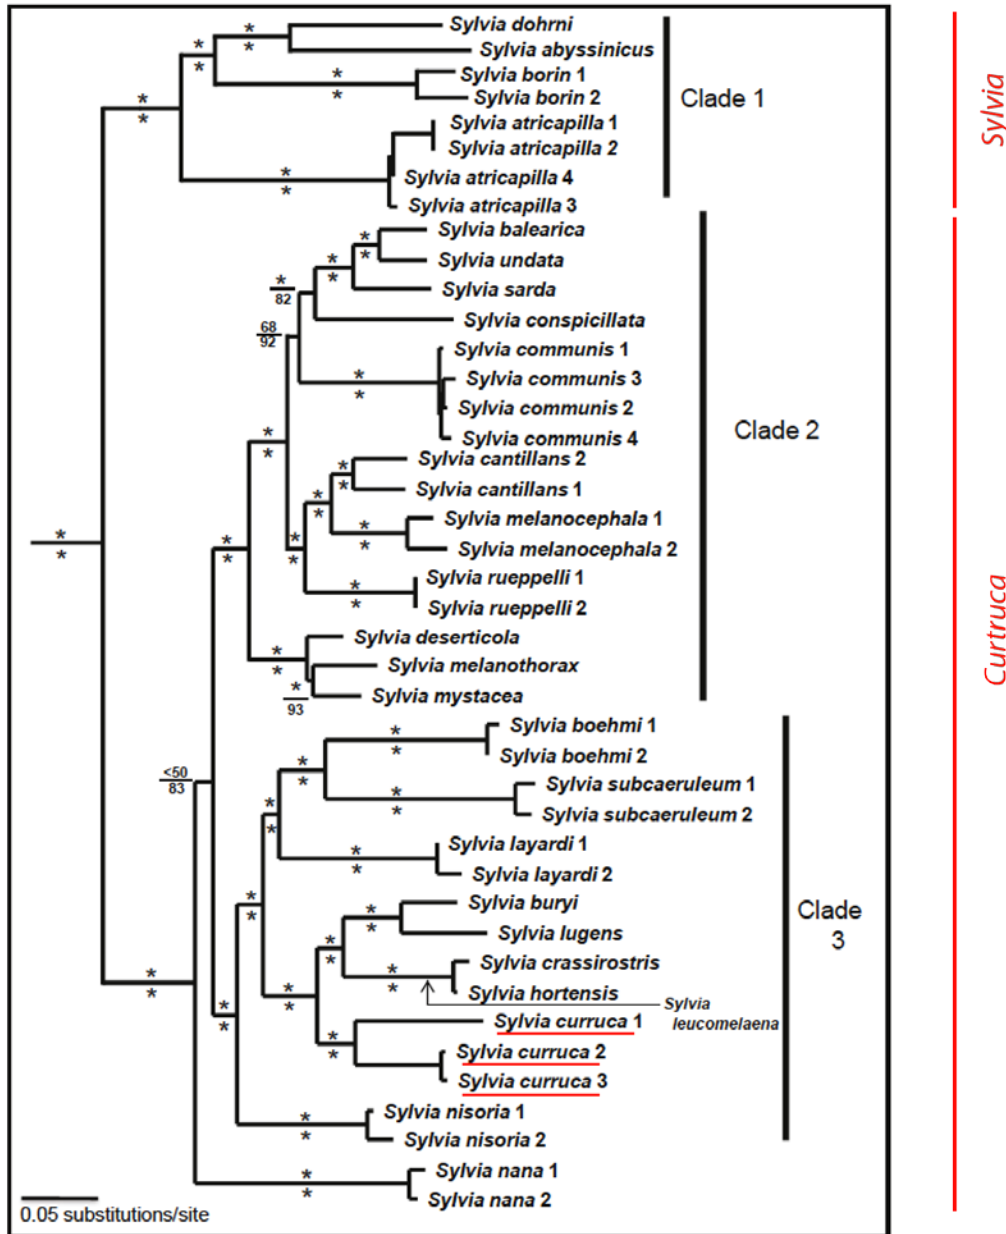 Sylvia dohrni
* *
* *
Sylvia abyssinicus
* *
Sylvia borin 1
Sylvia borin 2
Clade 1
Sylvia
* *
Sylvia atricapilla 1
Sylvia atricapilla 2
* *
Sylvia atricapilla 4
Sylvia atricapilla 3
Sylvia balearica
* *
Sylvia undata
* *
*
82
Sylvia sarda
Sylvia conspicillata
68
92
Sylvia communis 1
* *
Sylvia communis 3
Sylvia communis 2
Clade 2
Sylvia communis 4
* *
Sylvia cantillans 2
* *
Sylvia cantillans 1
* *
Sylvia melanocephala 1
* *
Sylvia melanocephala 2
* *
* *
* *
Sylvia rueppelli 1
* *
Sylvia rueppelli 2
Curtruca
Sylvia deserticola
* *
Sylvia melanothorax
*
93
Sylvia mystacea
Sylvia boehmi 1
* *
Sylvia boehmi 2
<50
83
* *
Sylvia subcaeruleum 1
* *
Sylvia subcaeruleum 2
* *
Sylvia layardi 1
* *
Sylvia layardi 2
* *
Sylvia buryi
* *
Clade
3
Sylvia lugens
* *
Sylvia crassirostris
* *
Sylvia hortensis
Sylvia
leucomelaena
* *
Sylvia curruca 1
* *
Sylvia curruca 2
* *
Sylvia curruca 3
* *
Sylvia nisoria 1
* *
Sylvia nisoria 2
Sylvia nana 1
* *
Sylvia nana 2
0.05 substitutions/site